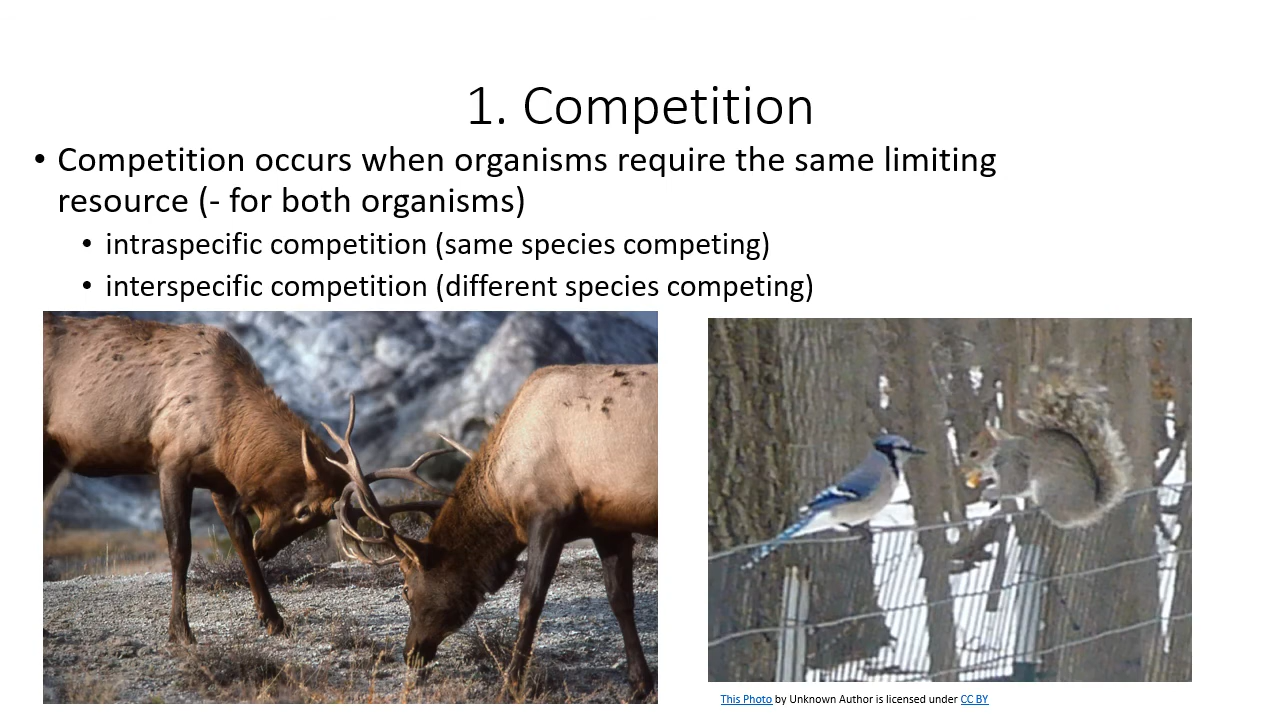 1. Competition
• Competition occurs when organisms require the same limiting
resource (- for both organisms)
• intraspecific competition (same species competing)
• interspecific competition (different species competing)
This Photo by Unknown Author is licensed under CC BY